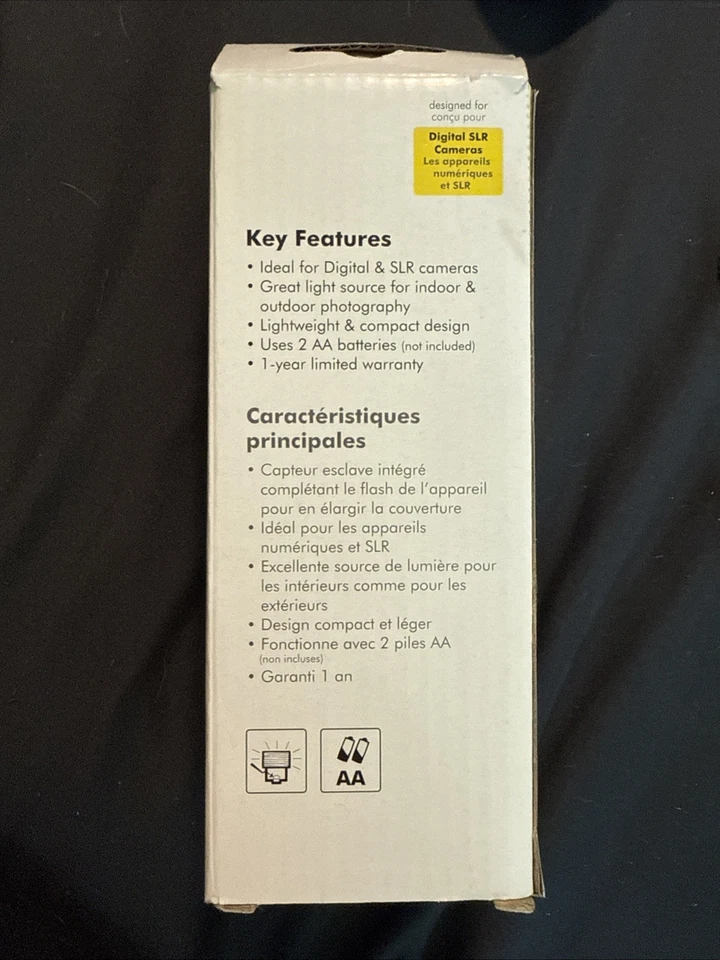 designed for
conçu pour
Digital SLR
Cameras
Les appareils
numériques
et SLR
Key Features
• Ideal for Digital & SLR cameras
• Great light source for indoor &
outdoor photography
• Lightweight & compact design
• Uses 2 AA batteries (not included)
• 1-year limited warranty
Caractéristiques
principales
• Capteur esclave intégré
complétant le flash de l'appareil
pour en élargir la couverture
• Idéal pour les appareils
numériques et SLR
• Excellente source de lumière pour
les intérieurs comme pour les
extérieurs
• Design compact et léger
• Fonctionne avec 2 piles AA
(non incluses)
• Garanti 1 an
AA